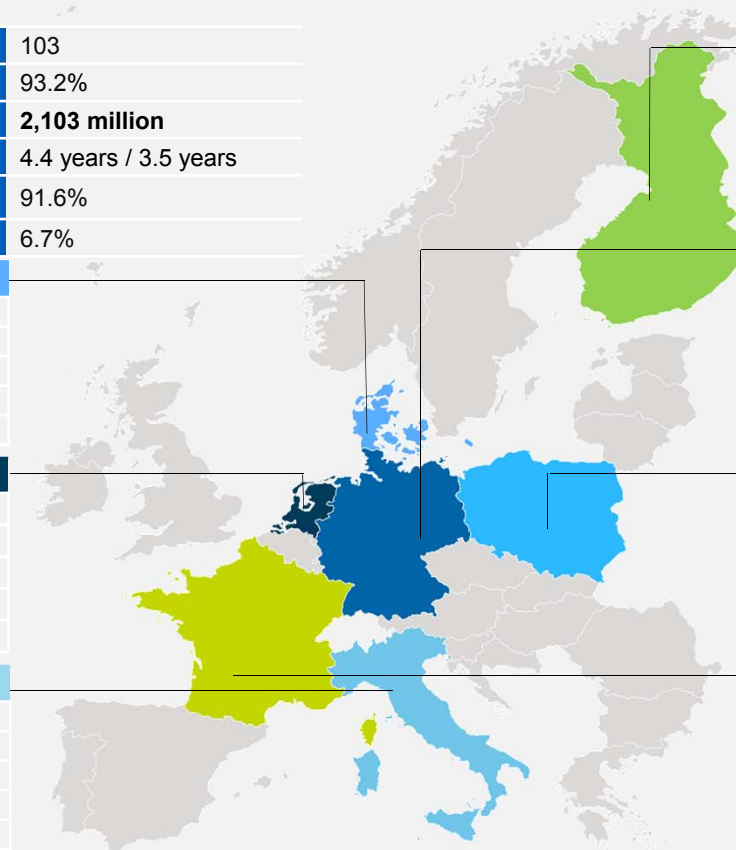 103
93.2%
2,103 million
4.4 years / 3.5 years
91.6%
6.7%